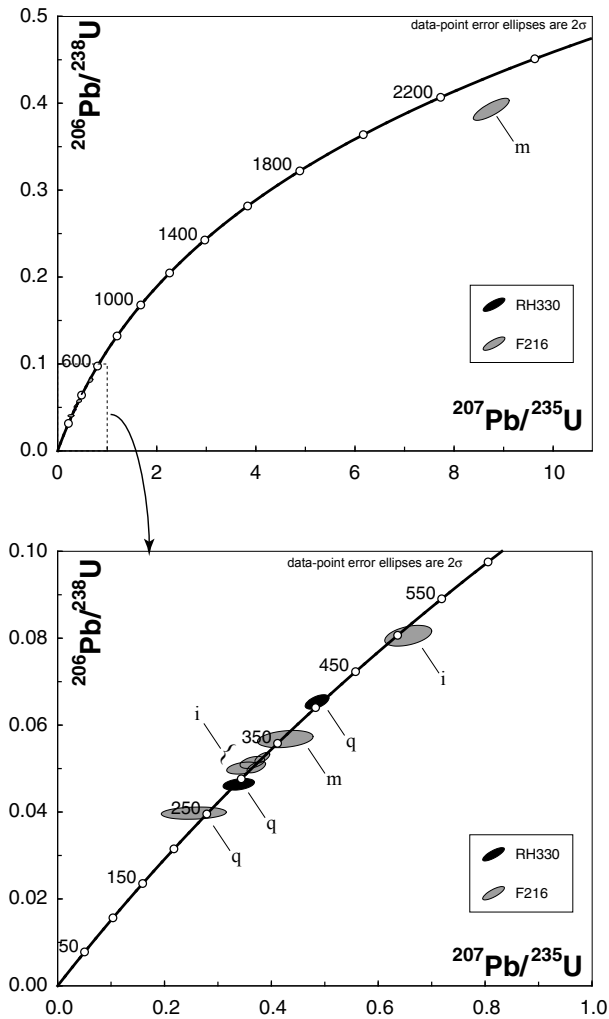 data-point error ellipses are 2σ
0.5
0.4
0.3
0.2
0.1
0.0
²⁰⁶Pb/²³⁸U
2200
1800
1400
1000
600
m
RH330
F216
²⁰⁷Pb/²³⁵U
0 2 4 6 8 10
data-point error ellipses are 2σ
0.10
0.08
0.06
0.04
0.02
0.00
²⁰⁶Pb/²³⁸U
550
450
350
250
150
50
i
i
{
q
m
q
q
RH330
F216
²⁰⁷Pb/²³⁵U
0.0 0.2 0.4 0.6 0.8 1.0